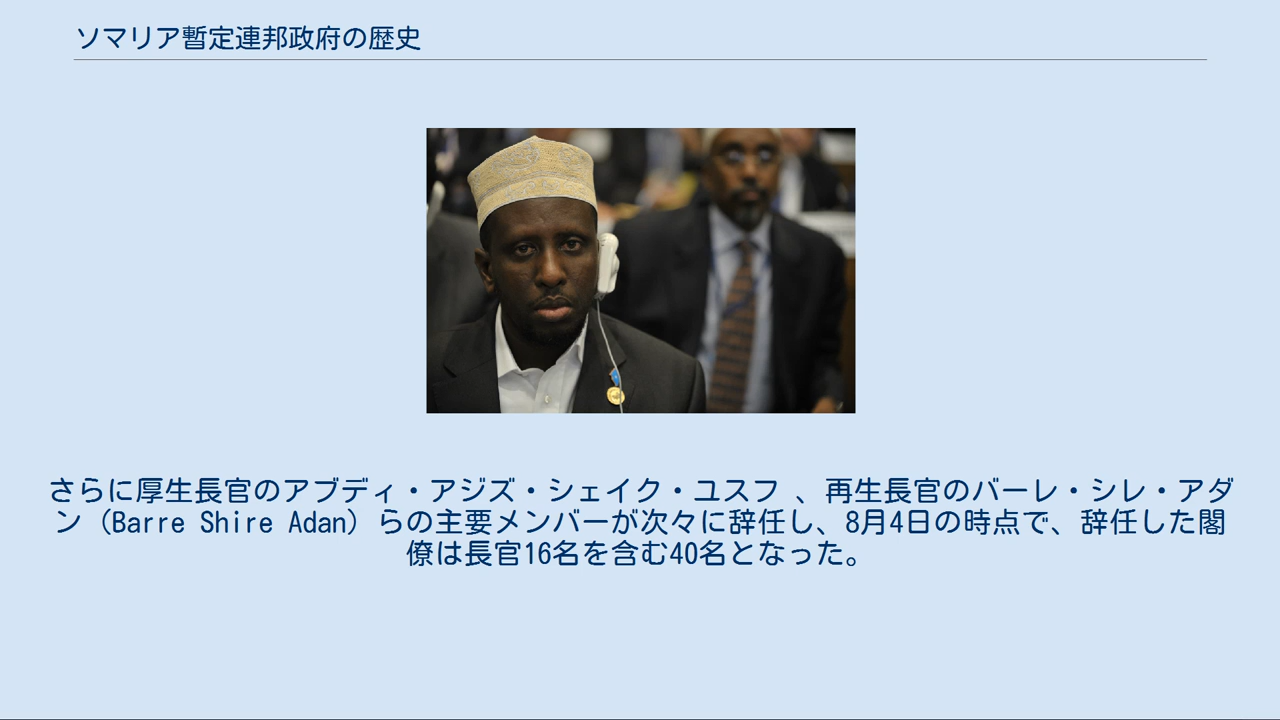 ソマリア暫定連邦政府の歴史
さらに厚生長官のアブディ・アジズ・シェイク・ユスフ 、再生長官のバーレ・シレ・アダ
ン（Barre Shire Adan）らの主要メンバーが次々に辞任し、8月4日の時点で、辞任した閣
僚は長官16名を含む40名となった。